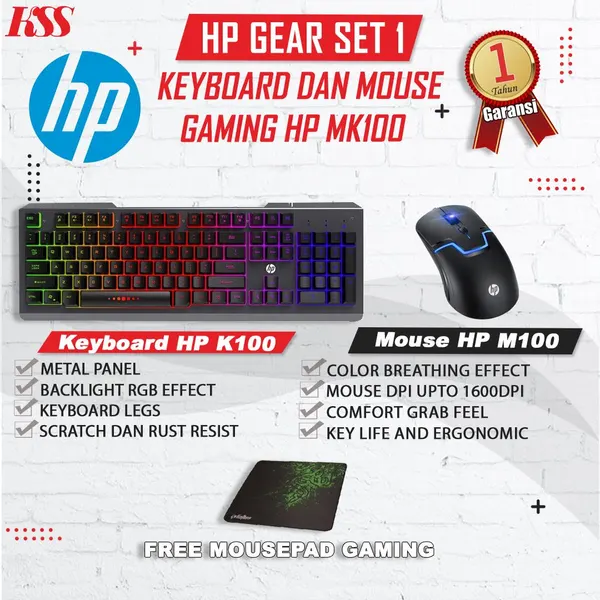 KSS
HP GEAR SET 1
KEYBOARD DAN MOUSE
GAMING HP MK100
hp
1
Tahun
Garansi
hp
hp
Keyboard HP K100
METAL PANEL
BACKLIGHT RGB EFFECT
KEYBOARD LEGS
SCRATCH DAN RUST RESIST
Mouse HP M100
COLOR BREATHING EFFECT
MOUSE DPI UPTO 1600DPI
COMFORT GRAB FEEL
KEY LIFE AND ERGONOMIC
FREE MOUSEPAD GAMING